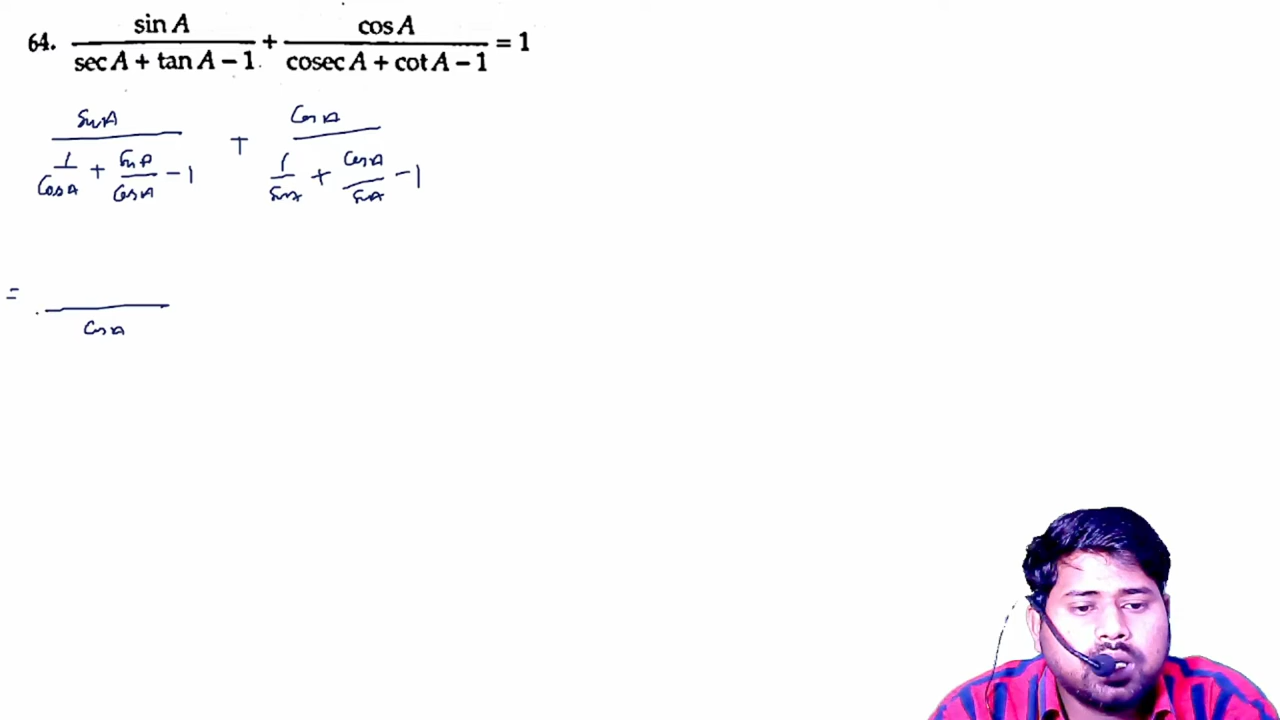 64. sin A / (sec A + tan A − 1) + cos A / (cosec A + cot A − 1) = 1
sinA / (1/cosA + sinA/cosA − 1) + cosA / (1/sinA + cosA/sinA − 1)
= / cosA